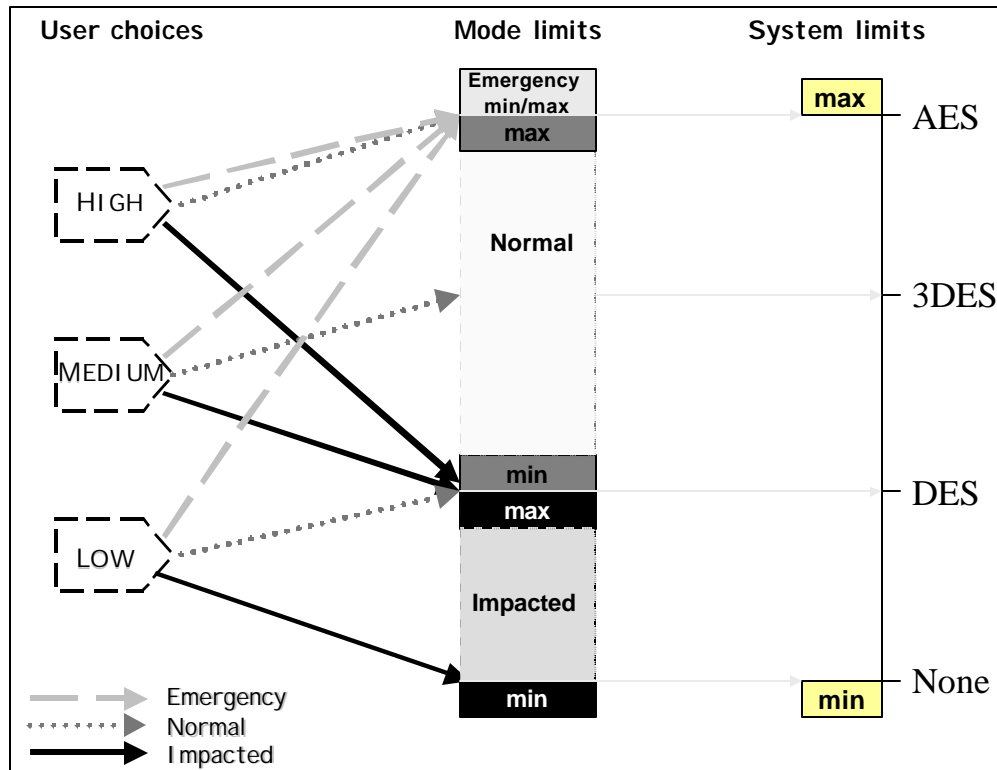 User choices
Mode limits
System limits
Emergency
min/max
max
max
AES
HIGH
Normal
3DES
MEDIUM
min
max
DES
LOW
Impacted
min
min
None
Emergency
Normal
Impacted